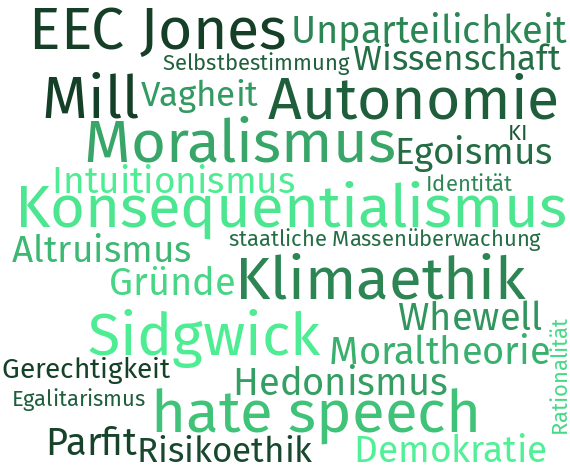 EEC Jones Unparteilichkeit
Selbstbestimmung Wissenschaft
Mill Vagheit Autonomie
KI
Moralismus Egoismus
Intuitionismus Identität
Konsequentialismus
Altruismus staatliche Massenüberwachung
Gründe Klimaethik
Whewell
Sidgwick Moraltheorie
Rationalität
Gerechtigkeit Hedonismus
Egalitarismus hate speech
Parfit Risikoethik Demokratie